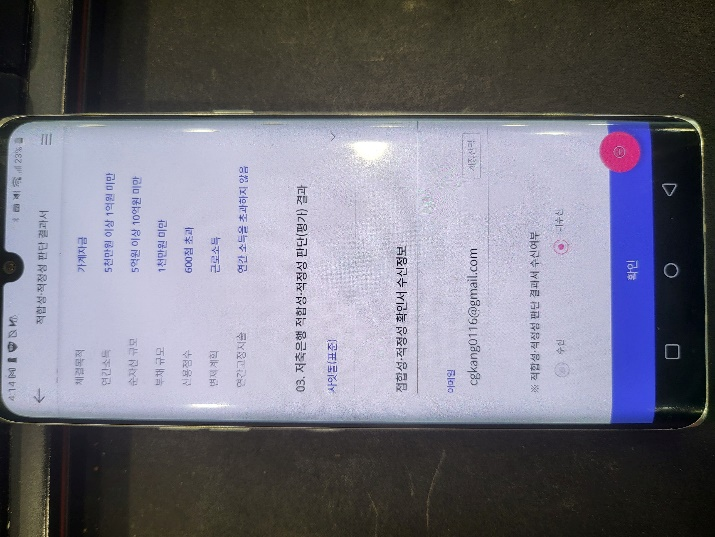 4:14
23%
적합성·적정성 판단 결과서
체결목적 가계자금
연간소득 5천만원 이상 1억원 미만
순자산 규모 5억원 이상 10억원 미만
부채 규모 1천만원 미만
신용점수 600점 초과
변제계획 근로소득
연간고정지출 연간 소득을 초과하지 않음
03. 저축은행 적합성·적정성 판단(평가) 결과
사잇돌(표준)
적합성·적정성 확인서 수신정보
이메일
cgkang0116@gmail.com
※ 적합성·적정성 판단 결과서 수신여부
수신 미수신
확인